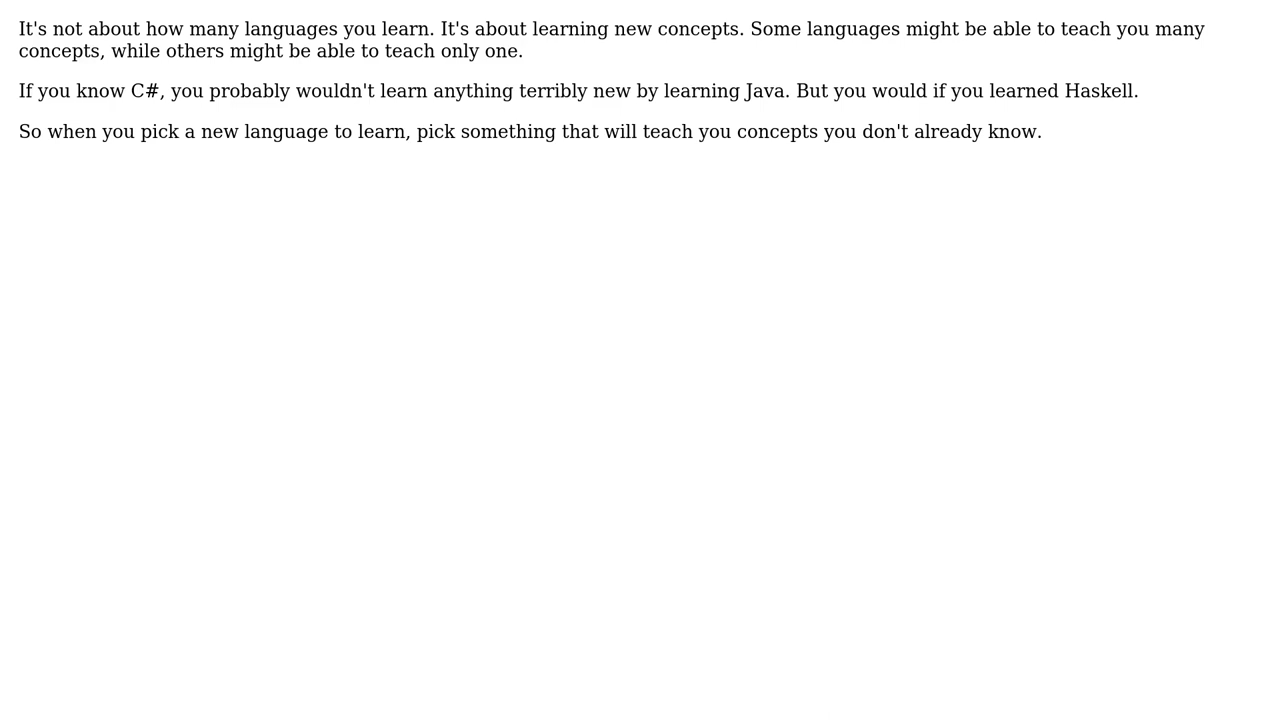 It's not about how many languages you learn. It's about learning new concepts. Some languages might be able to teach you many
concepts, while others might be able to teach only one.
If you know C#, you probably wouldn't learn anything terribly new by learning Java. But you would if you learned Haskell.
So when you pick a new language to learn, pick something that will teach you concepts you don't already know.